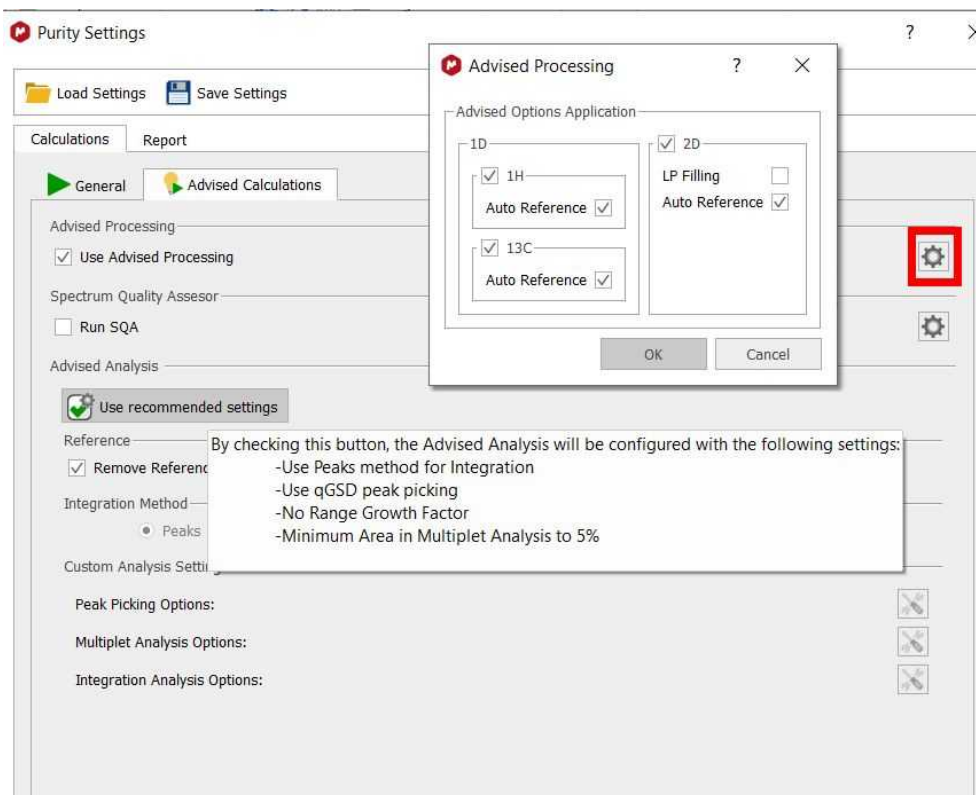 Purity Settings
?
Advised Processing
?
Load Settings
Save Settings
Advised Options Application
Calculations
Report
1D
2D
1H
LP Filling
General
Advised Calculations
Auto Reference
Auto Reference
Advised Processing
13C
Use Advised Processing
Auto Reference
Spectrum Quality Assesor
Run SQA
OK
Cancel
Advised Analysis
Use recommended settings
Reference
By checking this button, the Advised Analysis will be configured with the following settings:
Remove Referenc
-Use Peaks method for Integration
-Use qGSD peak picking
Integration Method
-No Range Growth Factor
Peaks
-Minimum Area in Multiplet Analysis to 5%
Custom Analysis Setti
Peak Picking Options:
Multiplet Analysis Options:
Integration Analysis Options: